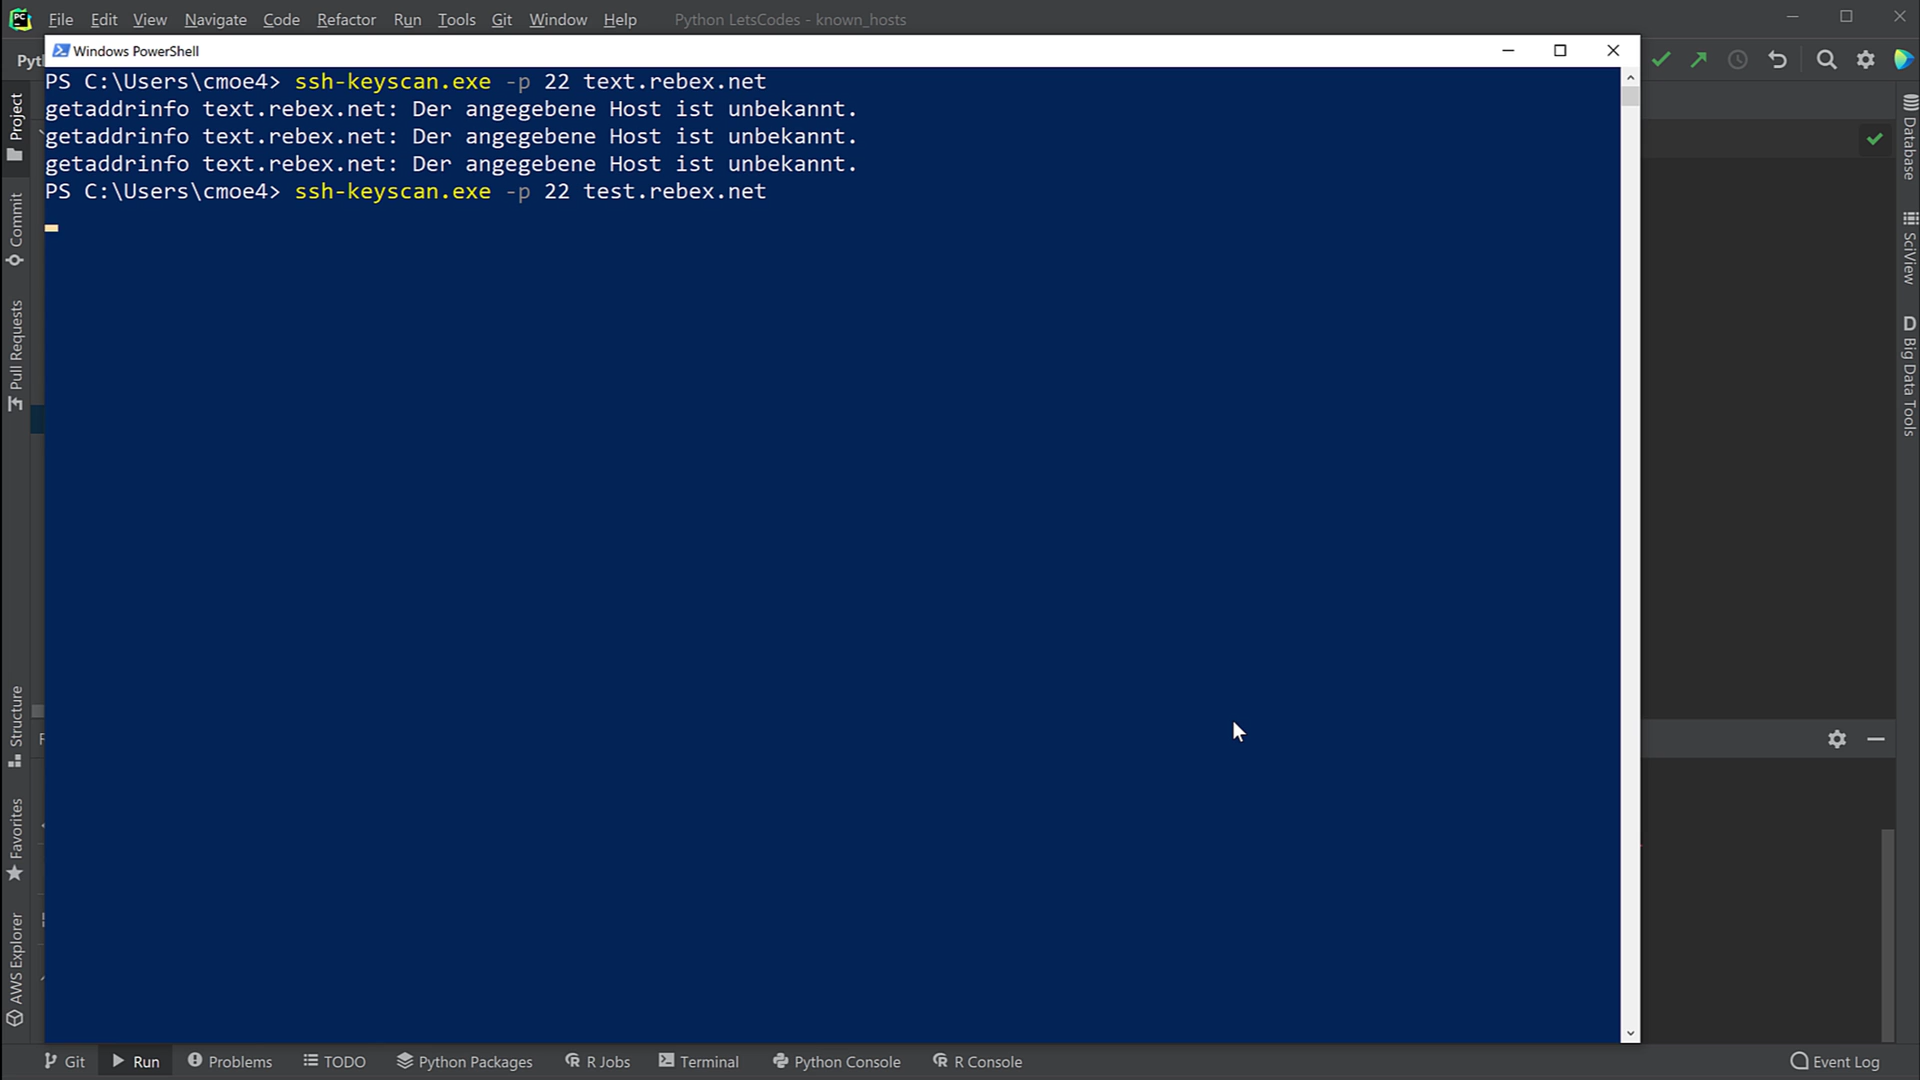 PC
File Edit View Navigate Code Refactor Run Tools Git Window Help Python LetsCodes - known_hosts
Pyt
Windows PowerShell
PS C:\Users\cmoe4> ssh-keyscan.exe -p 22 text.rebex.net
getaddrinfo text.rebex.net: Der angegebene Host ist unbekannt.
getaddrinfo text.rebex.net: Der angegebene Host ist unbekannt.
getaddrinfo text.rebex.net: Der angegebene Host ist unbekannt.
PS C:\Users\cmoe4> ssh-keyscan.exe -p 22 test.rebex.net
Project
Commit
Pull Requests
Structure
Favorites
AWS Explorer
Database
SciView
D Big Data Tools
Git Run Problems TODO Python Packages R Jobs Terminal Python Console R Console Event Log